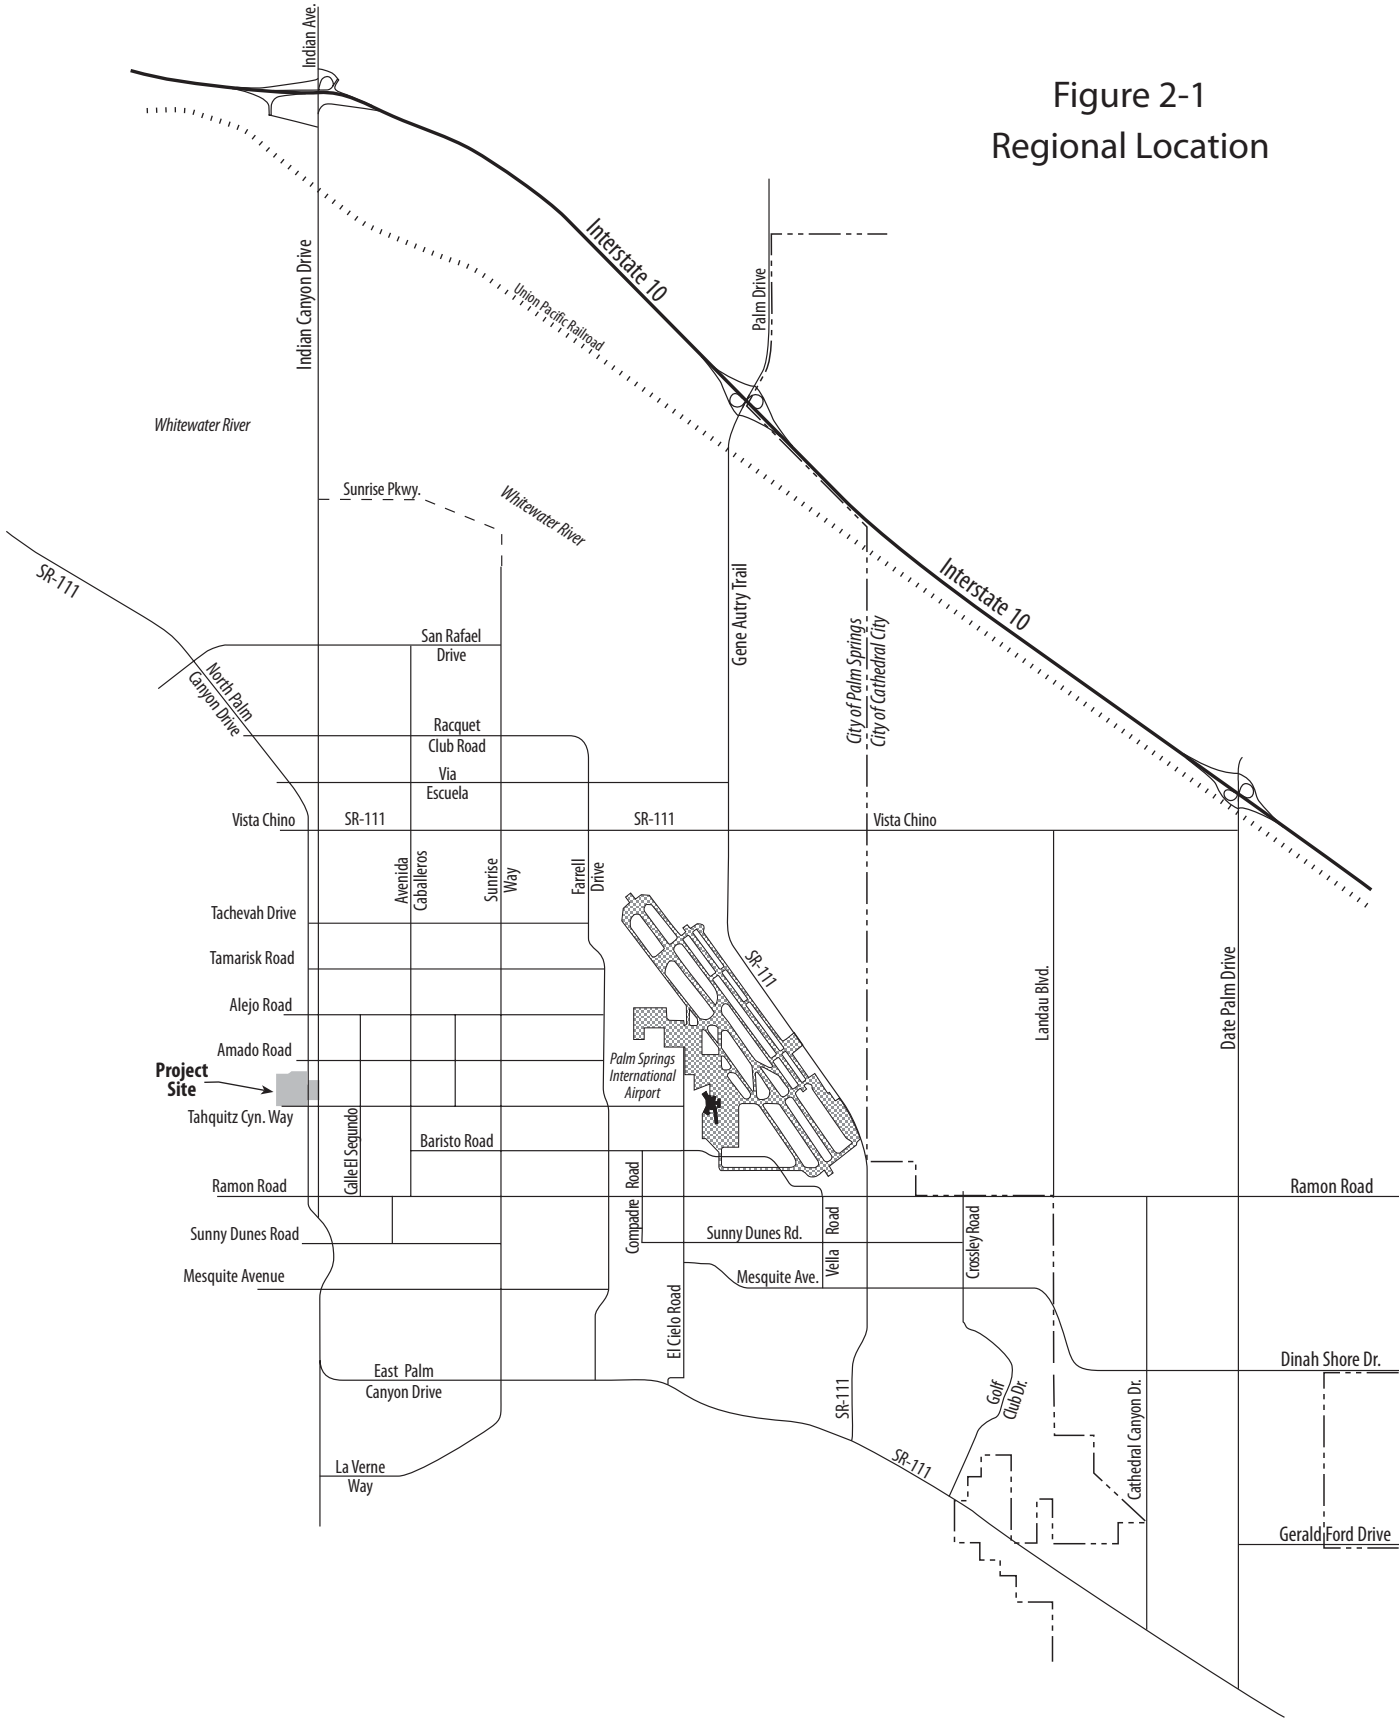 Indian Ave.
Figure 2-1
Regional Location
Interstate 10
Indian Canyon Drive
Palm Drive
Union Pacific Railroad
Whitewater River
Sunrise Pkwy.
Whitewater River
SR-111
Interstate 10
Gene Autry Trail
City of Palm Springs
City of Cathedral City
San Rafael
Drive
North Palm
Canyon Drive
Racquet
Club Road
Via
Escuela
Vista Chino
SR-111
SR-111
Vista Chino
Avenida
Caballeros
Sunrise
Way
Farrell
Drive
Tachevah Drive
Tamarisk Road
SR-111
Landau Blvd.
Date Palm Drive
Alejo Road
Amado Road
Palm Springs
International
Airport
Project
Site
Tahquitz Cyn. Way
Calle El Segundo
Baristo Road
Ramon Road
Compadre Road
Vella Road
Ramon Road
Sunny Dunes Road
Sunny Dunes Rd.
Crossley Road
Mesquite Avenue
Mesquite Ave.
El Cielo Road
Dinah Shore Dr.
East Palm
Canyon Drive
SR-111
Golf
Club Dr.
Cathedral Canyon Dr.
La Verne
Way
SR-111
Gerald Ford Drive